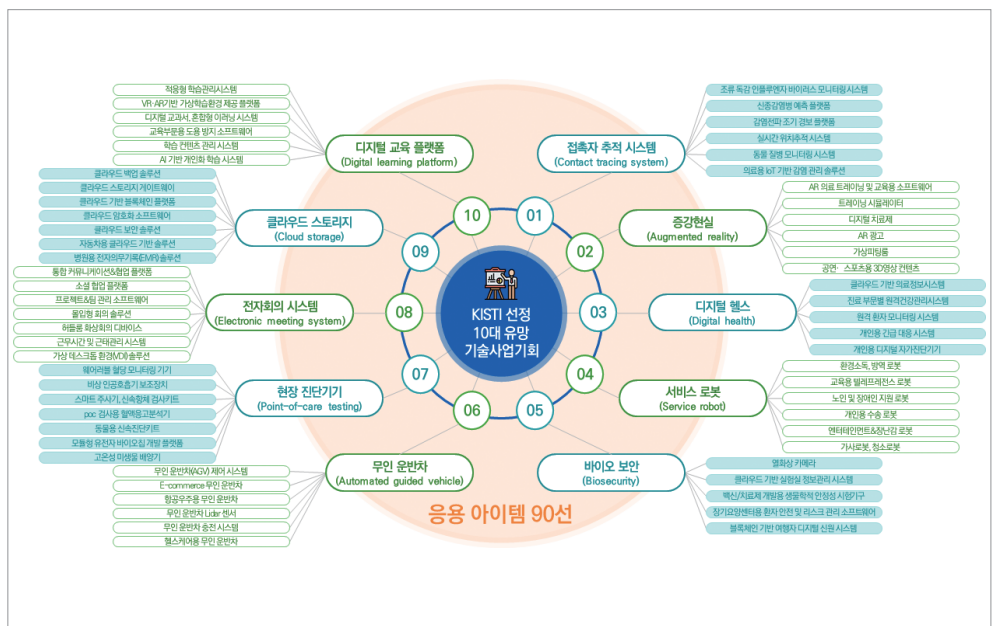 KISTI 선정
10대 유망
기술사업기회
응용 아이템 90선
01
접촉자 추적 시스템
(Contact tracing system)
조류 독감 인플루엔자 바이러스 모니터링 시스템
신종감염병 예측 플랫폼
감염전파 조기 경보 플랫폼
실시간 위치추적 시스템
동물 질병 모니터링 시스템
의료용 IoT 기반 감염 관리 솔루션
02
증강현실
(Augmented reality)
AR 의료 트레이닝 및 교육용 소프트웨어
트레이닝 시뮬레이터
디지털 치료제
AR 광고
가상피팅룸
공연· 스포츠용 3D영상 컨텐츠
03
디지털 헬스
(Digital health)
클라우드 기반 의료정보시스템
진료 부문별 원격건강관리시스템
원격 환자 모니터링 시스템
개인용 긴급 대응 시스템
개인용 디지털 자가진단기기
04
서비스 로봇
(Service robot)
환경소독, 방역 로봇
교육용 텔레프레전스 로봇
노인 및 장애인 지원 로봇
개인용 수송 로봇
엔터테인먼트&장난감 로봇
가사로봇, 청소로봇
05
바이오 보안
(Biosecurity)
열화상 카메라
클라우드 기반 실험실 정보관리 시스템
백신/치료제 개발용 생물학적 안정성 시험기구
장기요양센터용 환자 안전 및 리스크 관리 소프트웨어
블록체인 기반 여행자 디지털 신원 시스템
06
무인 운반차
(Automated guided vehicle)
무인 운반차(AGV) 제어 시스템
E-commerce 무인 운반차
항공우주용 무인 운반차
무인 운반차 Lidar 센서
무인 운반차 충전 시스템
헬스케어용 무인 운반차
07
현장 진단기기
(Point-of-care testing)
웨어러블 혈당 모니터링 기기
비상 인공호흡기 보조장치
스마트 주사기, 신속항체 검사키트
poc 검사용 혈액응고분석기
동물용 신속진단키트
모듈형 유전자 바이오칩 개발 플랫폼
고온성 미생물 배양기
08
전자회의 시스템
(Electronic meeting system)
통합 커뮤니케이션&협업 플랫폼
소셜 협업 플랫폼
프로젝트&팀 관리 소프트웨어
몰입형 회의 솔루션
허들룸 화상회의 디바이스
근무시간 및 근태관리 시스템
가상 데스크톱 환경(VDI) 솔루션
09
클라우드 스토리지
(Cloud storage)
클라우드 백업 솔루션
클라우드 스토리지 게이트웨이
클라우드 기반 블록체인 플랫폼
클라우드 암호화 소프트웨어
클라우드 보안 솔루션
자동차용 클라우드 기반 솔루션
병원용 전자의무기록(EMR) 솔루션
10
디지털 교육 플랫폼
(Digital learning platform)
적응형 학습관리시스템
VR·AR기반 가상학습환경 제공 플랫폼
디지털 교과서, 혼합형 이러닝 시스템
교육부문용 도용 방지 소프트웨어
학습 컨텐츠 관리 시스템
AI 기반 개인화 학습 시스템